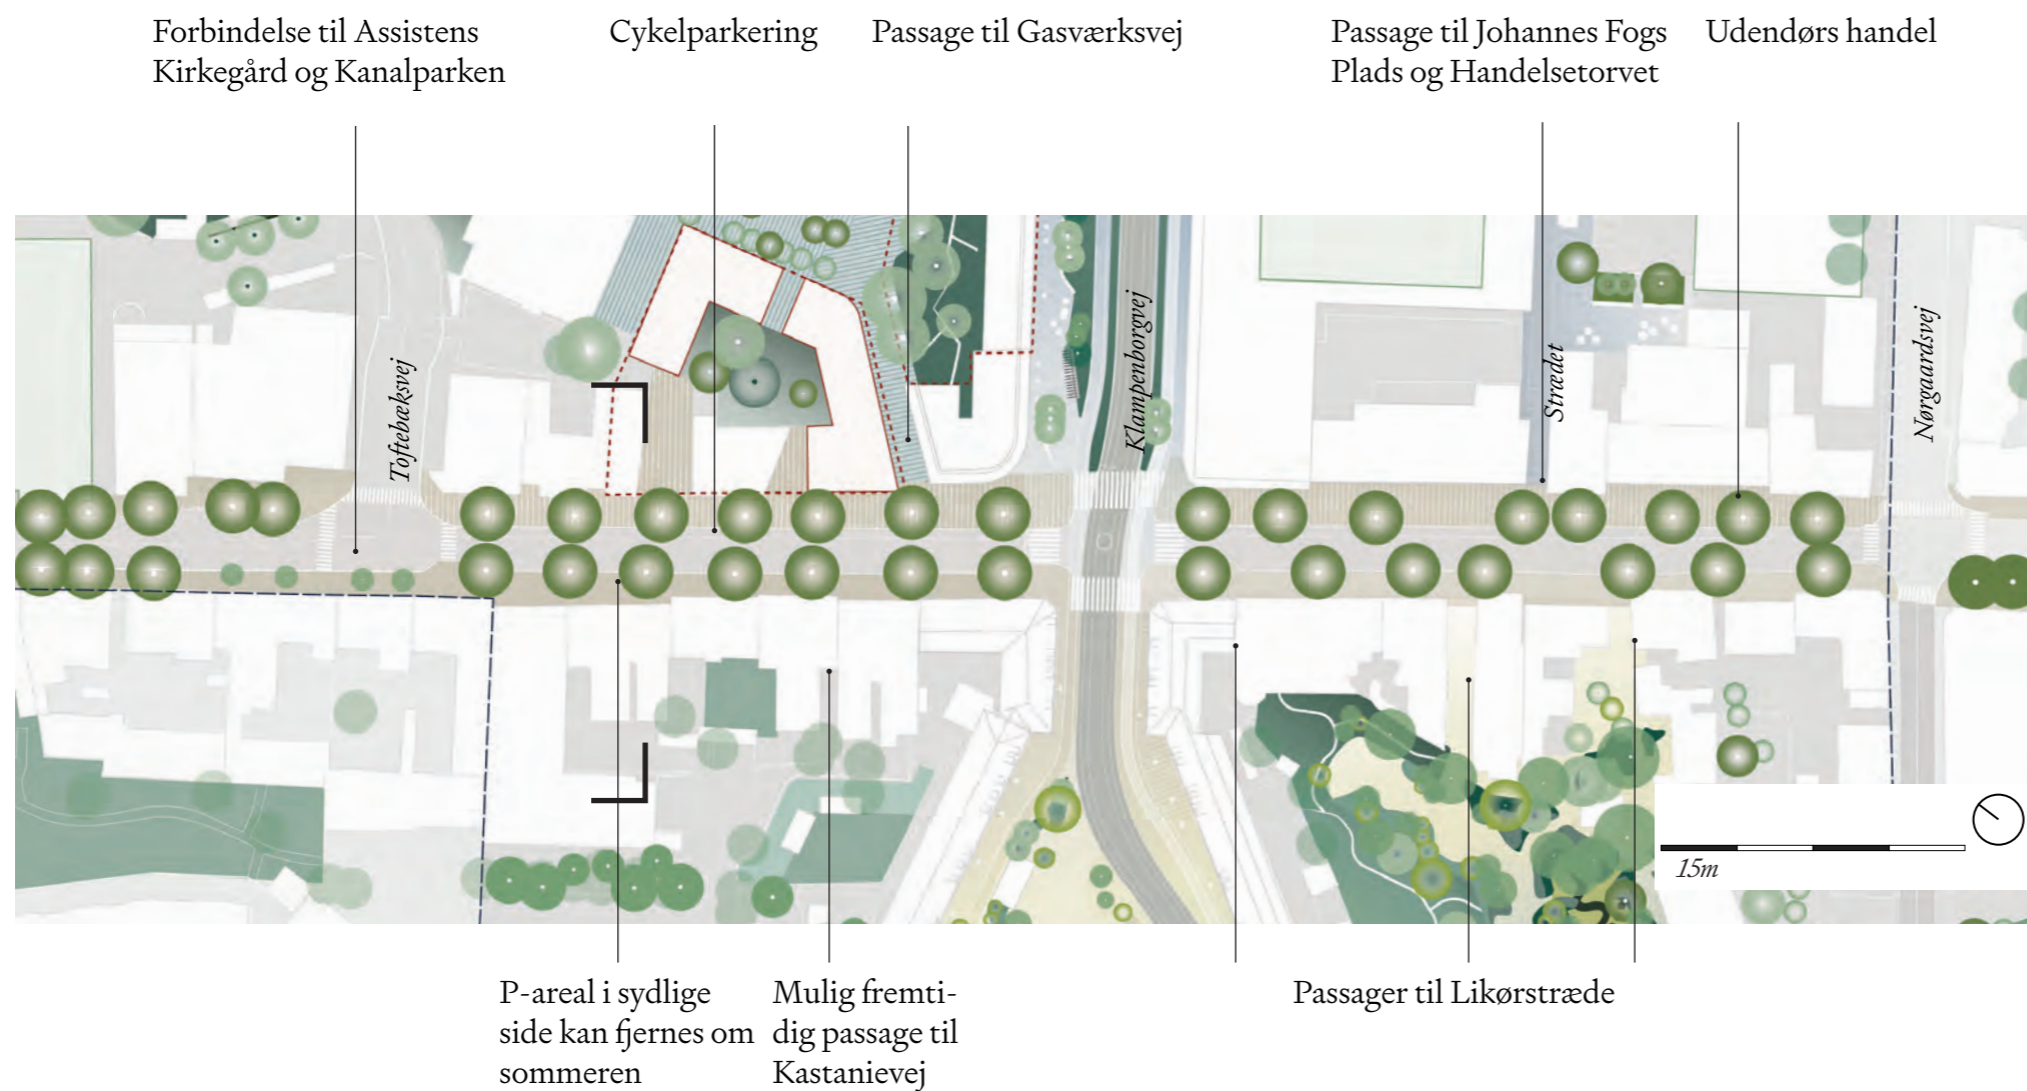 Forbindelse til Assistens
Kirkegård og Kanalparken
Cykelparkering
Passage til Gasværksvej
Passage til Johannes Fogs
Plads og Handelsetorvet
Udendørs handel
Toftebæksvej
Klampenborgvej
Strædet
Nørgaardsvej
15m
P-areal i sydlige
side kan fjernes om
sommeren
Mulig fremti-
dig passage til
Kastanievej
Passager til Likørstræde